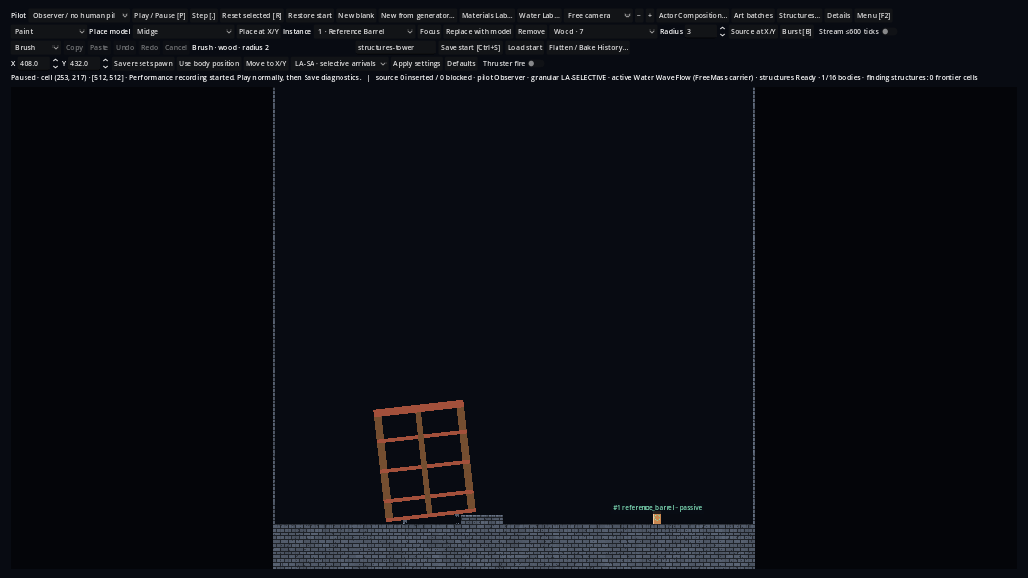 Pilot Observer / no human pil Play / Pause [P] Step [.] Reset selected [R] Restore start New blank New from generator... Materials Lab... Water Lab... Free camera − + Actor Composition... Art batches Structures... Details Menu [F2]
Paint Place model Midge Place at X/Y Instance 1 · Reference Barrel Focus Replace with model Remove Wood · 7 Radius 3 Source at X/Y Burst [B] Stream ≤600 ticks
Brush Copy Paste Undo Redo Cancel Brush · wood · radius 2 structures-tower Save start [Ctrl+S] Load start Flatten / Bake History...
X 408.0 Y 432.0 Save reset spawn Use body position Move to X/Y LA-SA · selective arrivals Apply settings Defaults Thruster fire
Paused · cell (253, 217) · [512, 512] · Performance recording started. Play normally, then Save diagnostics. | source 0 inserted / 0 blocked · pilot Observer · granular LA-SELECTIVE · active Water WaveFlow (FreeMass carrier) · structures Ready · 1/16 bodies · finding structures: 0 frontier cells
#1 reference_barrel · passive